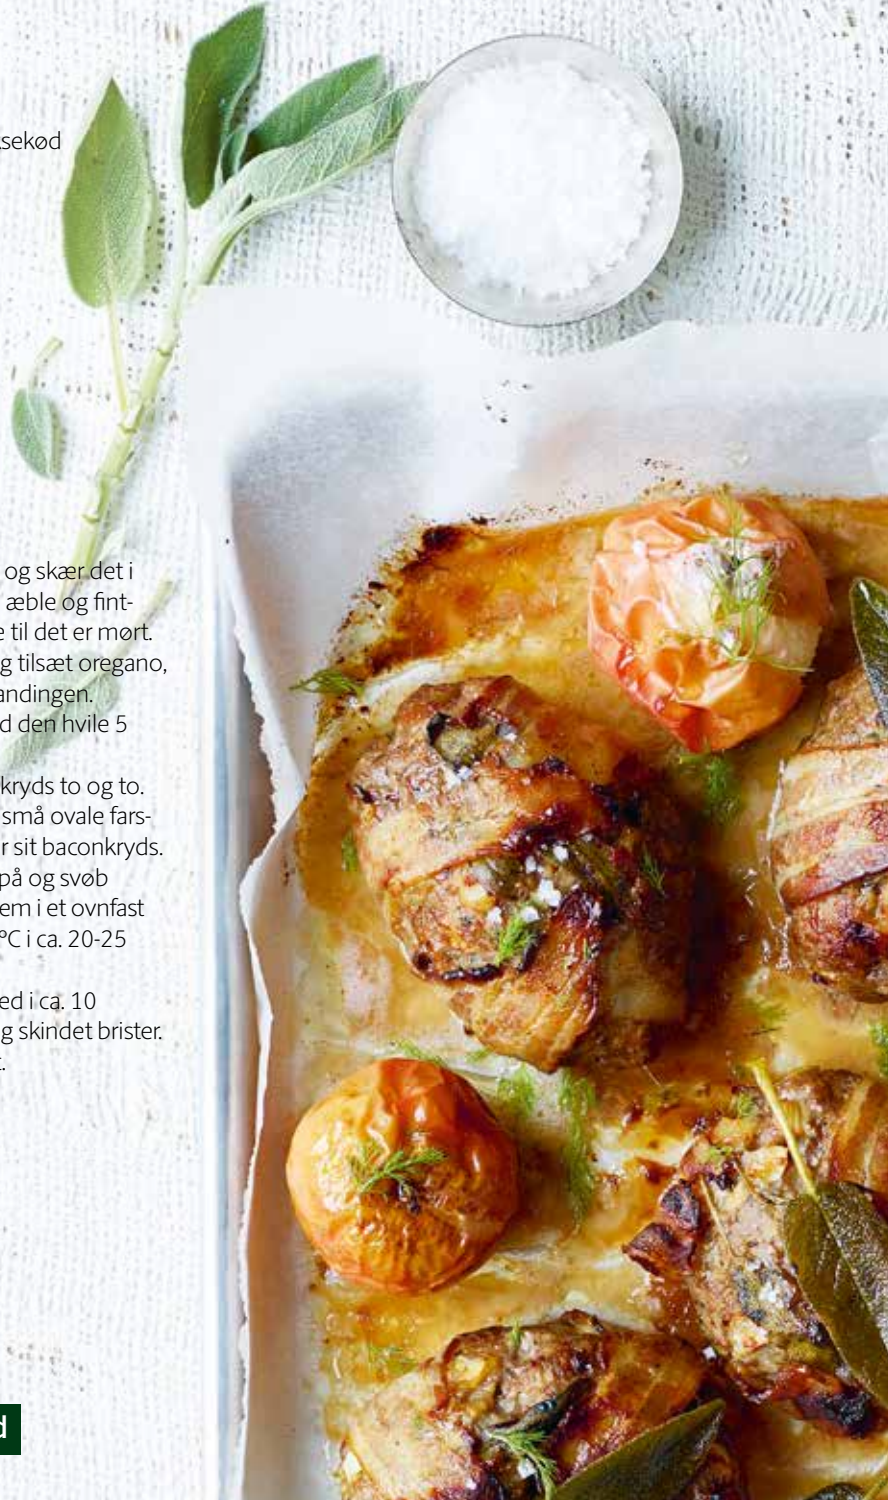 sekød
og skær det i
æble og fint-
e til det er mørt.
g tilsæt oregano,
andingen.
d den hvile 5
kryds to og to.
små ovale fars-
r sit baconkryds.
på og svøb
em i et ovnfast
°C i ca. 20-25
ed i ca. 10
g skindet brister.
t.
d